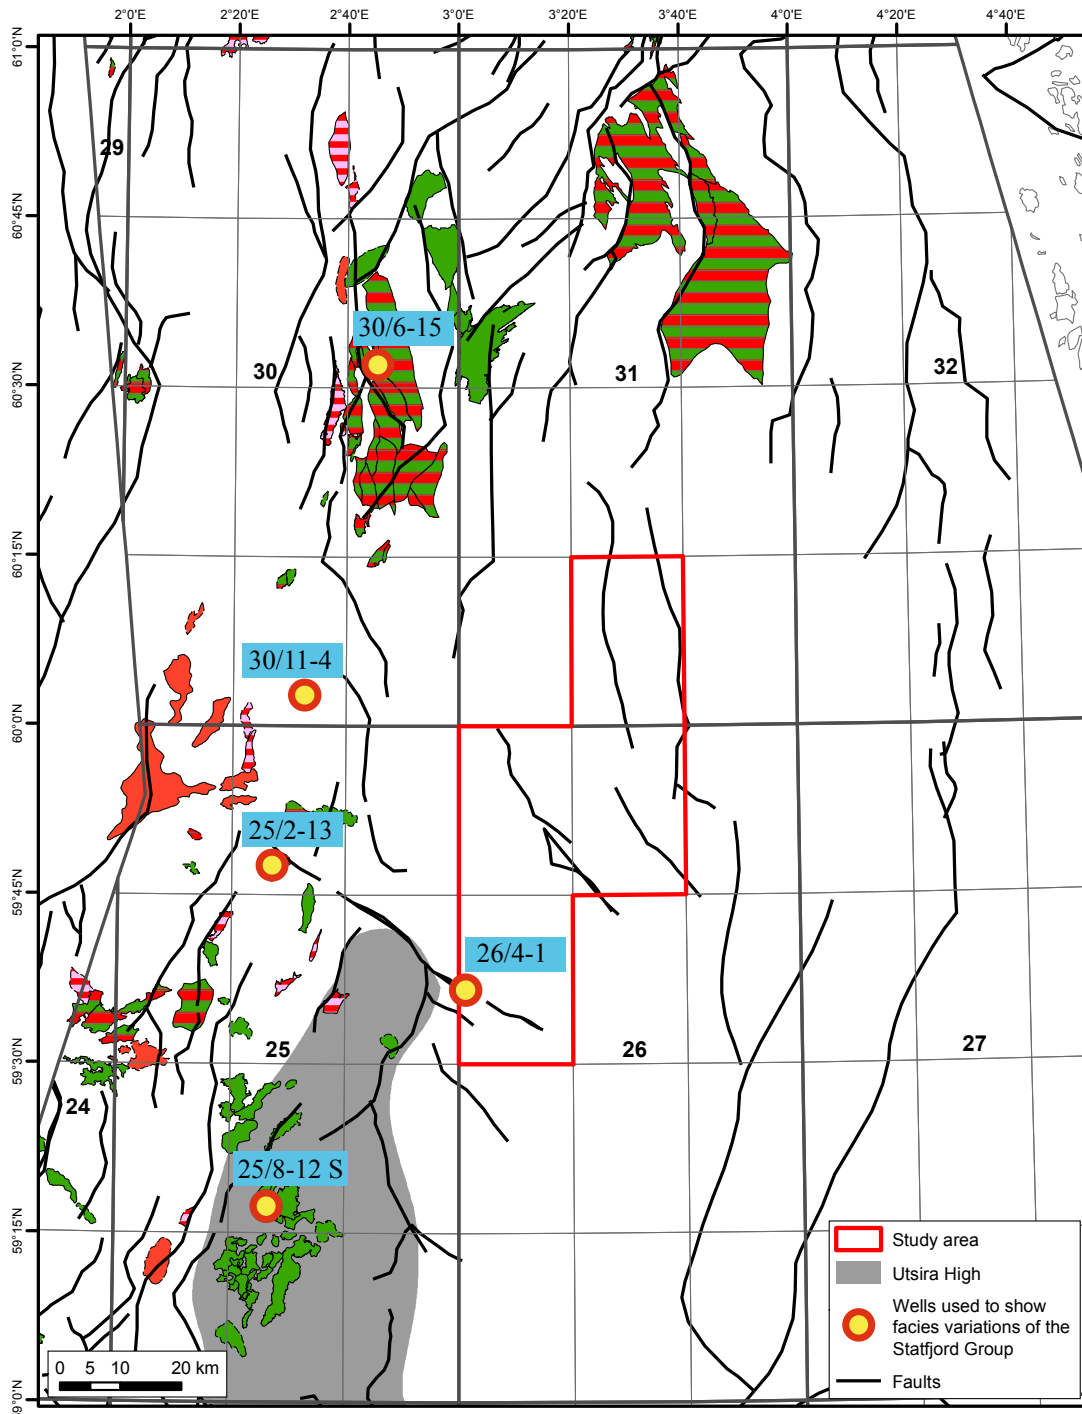 2°0'E 2°20'E 2°40'E 3°0'E 3°20'E 3°40'E 4°0'E 4°20'E 4°40'E
61°0'N
29
60°45'N
30/6-15
30
31
32
60°30'N
60°15'N
30/11-4
60°0'N
25/2-13
59°45'N
26/4-1
25
26
27
59°30'N
24
25/8-12 S
59°15'N
Study area
Utsira High
Wells used to show
facies variations of the
Statfjord Group
Faults
0 5 10 20 km
59°0'N